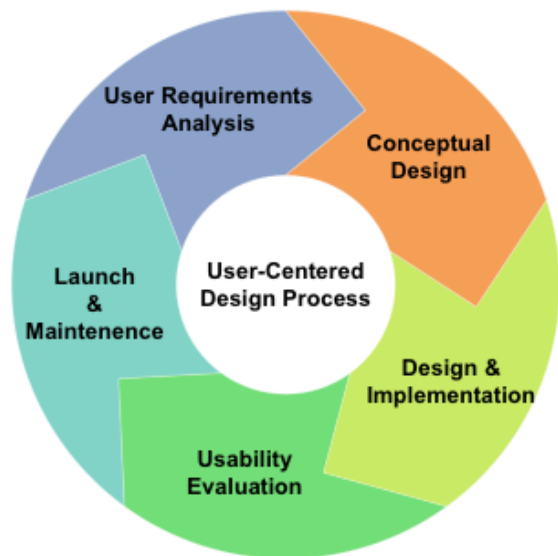 User Requirements
Analysis
Conceptual
Design
Design &
Implementation
Usability
Evaluation
Launch
&
Maintenence
User-Centered
Design Process